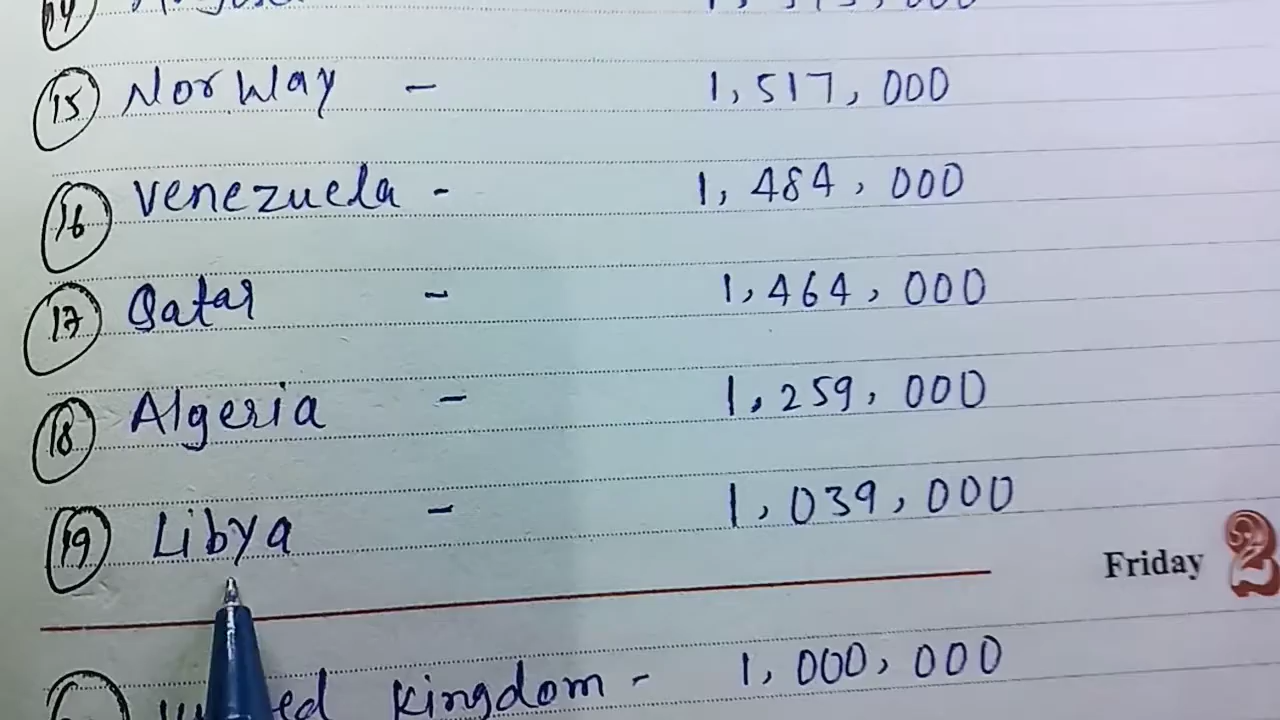 15 Norway - 1,517,000
16 Venezuela - 1,484,000
17 Qatar - 1,464,000
18 Algeria - 1,259,000
19 Libya - 1,039,000
Friday 2
Kingdom - 1,000,000